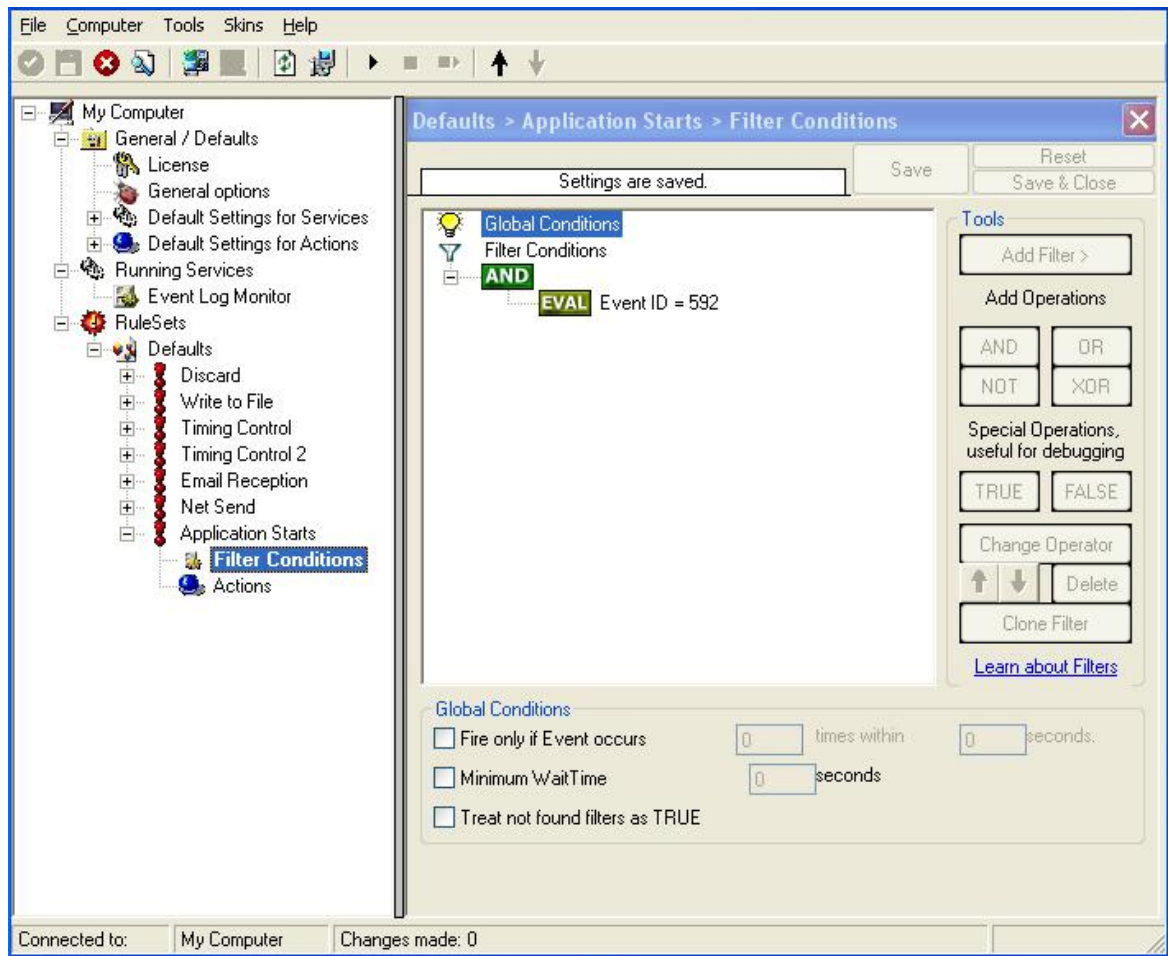 File Computer Tools Skins Help
My Computer
General / Defaults
License
General options
Default Settings for Services
Default Settings for Actions
Running Services
Event Log Monitor
RuleSets
Defaults
Discard
Write to File
Timing Control
Timing Control 2
Email Reception
Net Send
Application Starts
Filter Conditions
Actions
Defaults > Application Starts > Filter Conditions
Settings are saved.
Save
Reset
Save & Close
Global Conditions
Filter Conditions
AND
EVAL Event ID = 592
Tools
Add Filter >
Add Operations
AND OR
NOT XOR
Special Operations,
useful for debugging
TRUE FALSE
Change Operator
Delete
Clone Filter
Learn about Filters
Global Conditions
Fire only if Event occurs 0 times within 0 seconds.
Minimum WaitTime 0 seconds
Treat not found filters as TRUE
Connected to: My Computer Changes made: 0